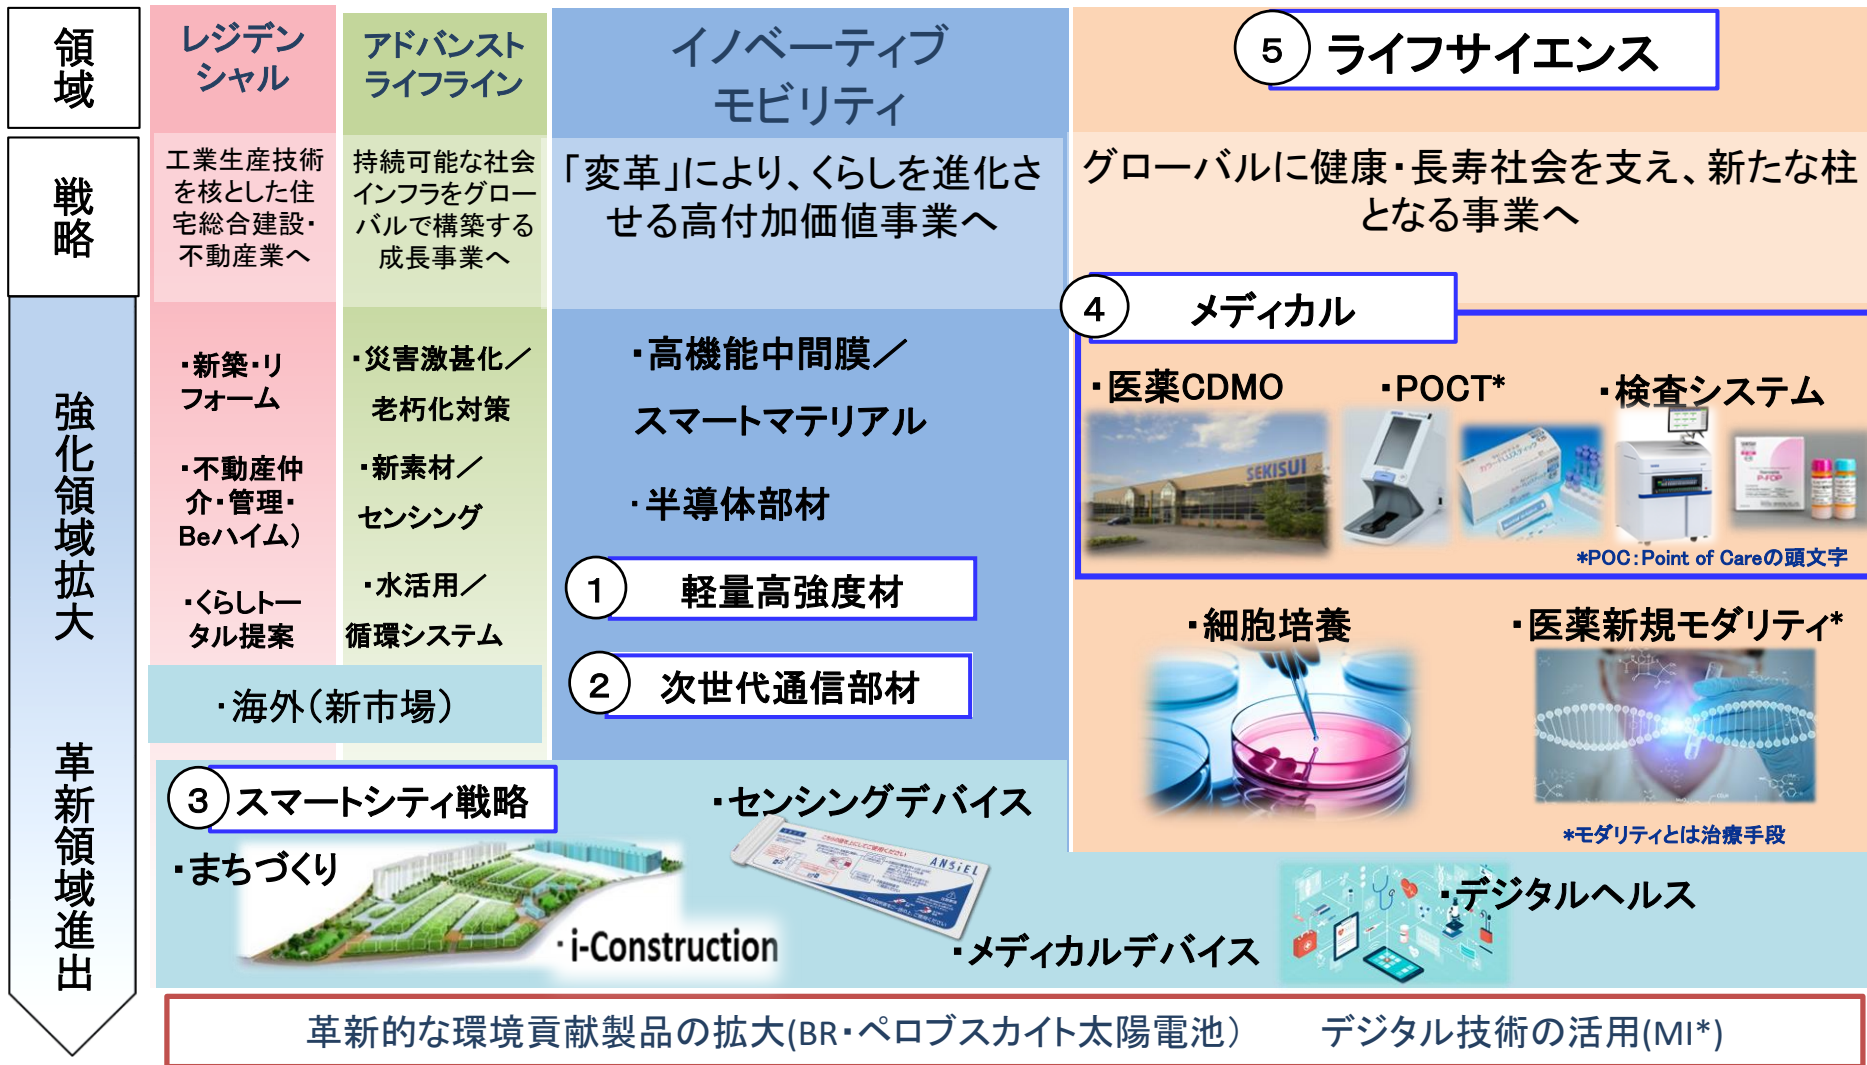 領域
レジデン
シャル
アドバンスト
ライフライン
イノベーティブ
モビリティ
5 ライフサイエンス
戦略
工業生産技術
を核とした住
宅総合建設・
不動産業へ
持続可能な社会
インフラをグロー
バルで構築する
成長事業へ
「変革」により、くらしを進化さ
せる高付加価値事業へ
グローバルに健康・長寿社会を支え、新たな柱
となる事業へ
強化領域拡大
革新領域進出
・新築・リ
フォーム
・不動産仲
介・管理・
Beハイム）
・くらしトー
タル提案
・災害激甚化／
老朽化対策
・新素材／
センシング
・水活用／
循環システム
・海外（新市場）
・高機能中間膜／
スマートマテリアル
・半導体部材
1 軽量高強度材
2 次世代通信部材
4 メディカル
・医薬CDMO
・POCT*
・検査システム
SEKISUI
P-FDP
*POC：Point of Careの頭文字
・細胞培養
・医薬新規モダリティ*
*モダリティとは治療手段
3 スマートシティ戦略
・まちづくり
・i-Construction
・センシングデバイス
ANSiEL
・メディカルデバイス
・デジタルヘルス
革新的な環境貢献製品の拡大(BR・ペロブスカイト太陽電池） デジタル技術の活用(MI*)